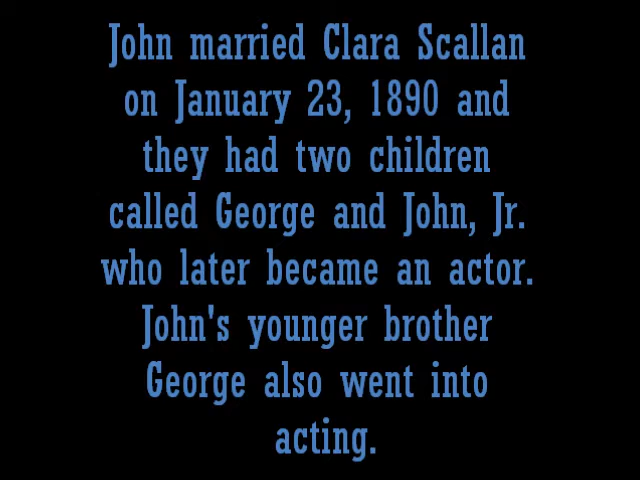 John married Clara Scallan
on January 23, 1890 and
they had two children
called George and John, Jr.
who later became an actor.
John's younger brother
George also went into
acting.